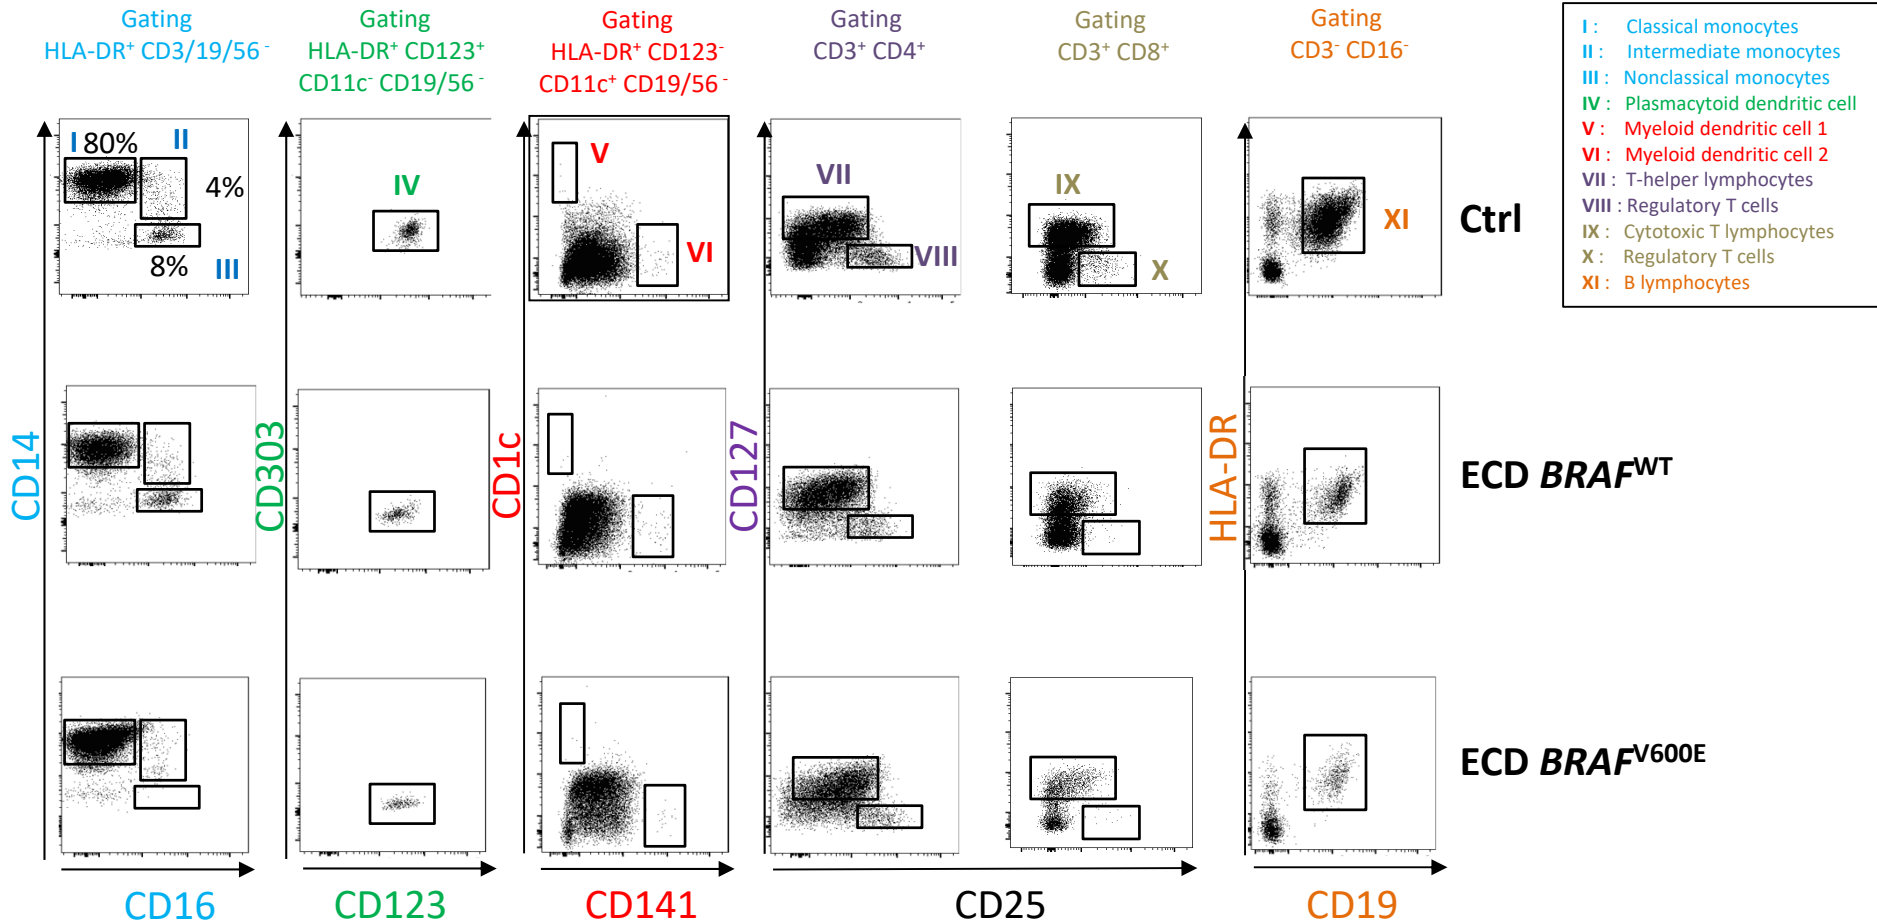 Gating
HLA-DR⁺ CD3/19/56⁻
Gating
HLA-DR⁺ CD123⁺
CD11c⁻ CD19/56⁻
Gating
HLA-DR⁺ CD123⁻
CD11c⁺ CD19/56⁻
Gating
CD3⁺ CD4⁺
Gating
CD3⁺ CD8⁺
Gating
CD3⁻ CD16⁻
I : Classical monocytes
II : Intermediate monocytes
III : Nonclassical monocytes
IV : Plasmacytoid dendritic cell
V : Myeloid dendritic cell 1
VI : Myeloid dendritic cell 2
VII : T-helper lymphocytes
VIII : Regulatory T cells
IX : Cytotoxic T lymphocytes
X : Regulatory T cells
XI : B lymphocytes
I 80% II
4%
8% III
IV
V
VI
VII
VIII
IX
X
XI
Ctrl
CD14
CD303
CD1c
CD127
HLA-DR
ECD BRAF^WT
ECD BRAF^V600E
CD16
CD123
CD141
CD25
CD19